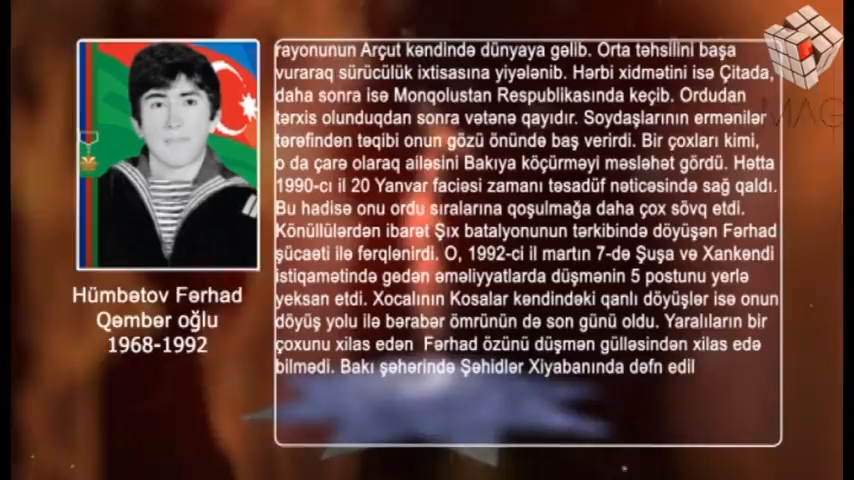 rayonunun Arçut kəndində dünyaya gəlib. Orta təhsilini başa
vuraraq sürücülük ixtisasına yiyələnib. Hərbi xidmətini isə Çitada,
daha sonra isə Monqolustan Respublikasında keçib. Ordudan
tərxis olunduqdan sonra vətənə qayıdır. Soydaşlarının ermənilər
tərəfindən təqibi onun gözü önündə baş verirdi. Bir çoxları kimi,
o da çarə olaraq ailəsini Bakıya köçürməyi məsləhət gördü. Hətta
1990-cı il 20 Yanvar faciəsi zamanı təsadüf nəticəsində sağ qaldı.
Bu hadisə onu ordu sıralarına qoşulmağa daha çox sövq etdi.
Könüllülərdən ibarət Şıx batalyonunun tərkibində döyüşən Fərhad
şücaəti ilə fərqlənirdi. O, 1992-ci il martın 7-də Şuşa və Xankəndi
istiqamətində gedən əməliyyatlarda düşmənin 5 postunu yerlə
yeksan etdi. Xocalının Kosalar kəndindəki qanlı döyüşlər isə onun
döyüş yolu ilə bərabər ömrünün də son günü oldu. Yaralıların bir
çoxunu xilas edən Fərhad özünü düşmən gülləsindən xilas edə
bilmədi. Bakı şəhərində Şəhidlər Xiyabanında dəfn edil
Hümbətov Fərhad
Qəmbər oğlu
1968-1992
MAG